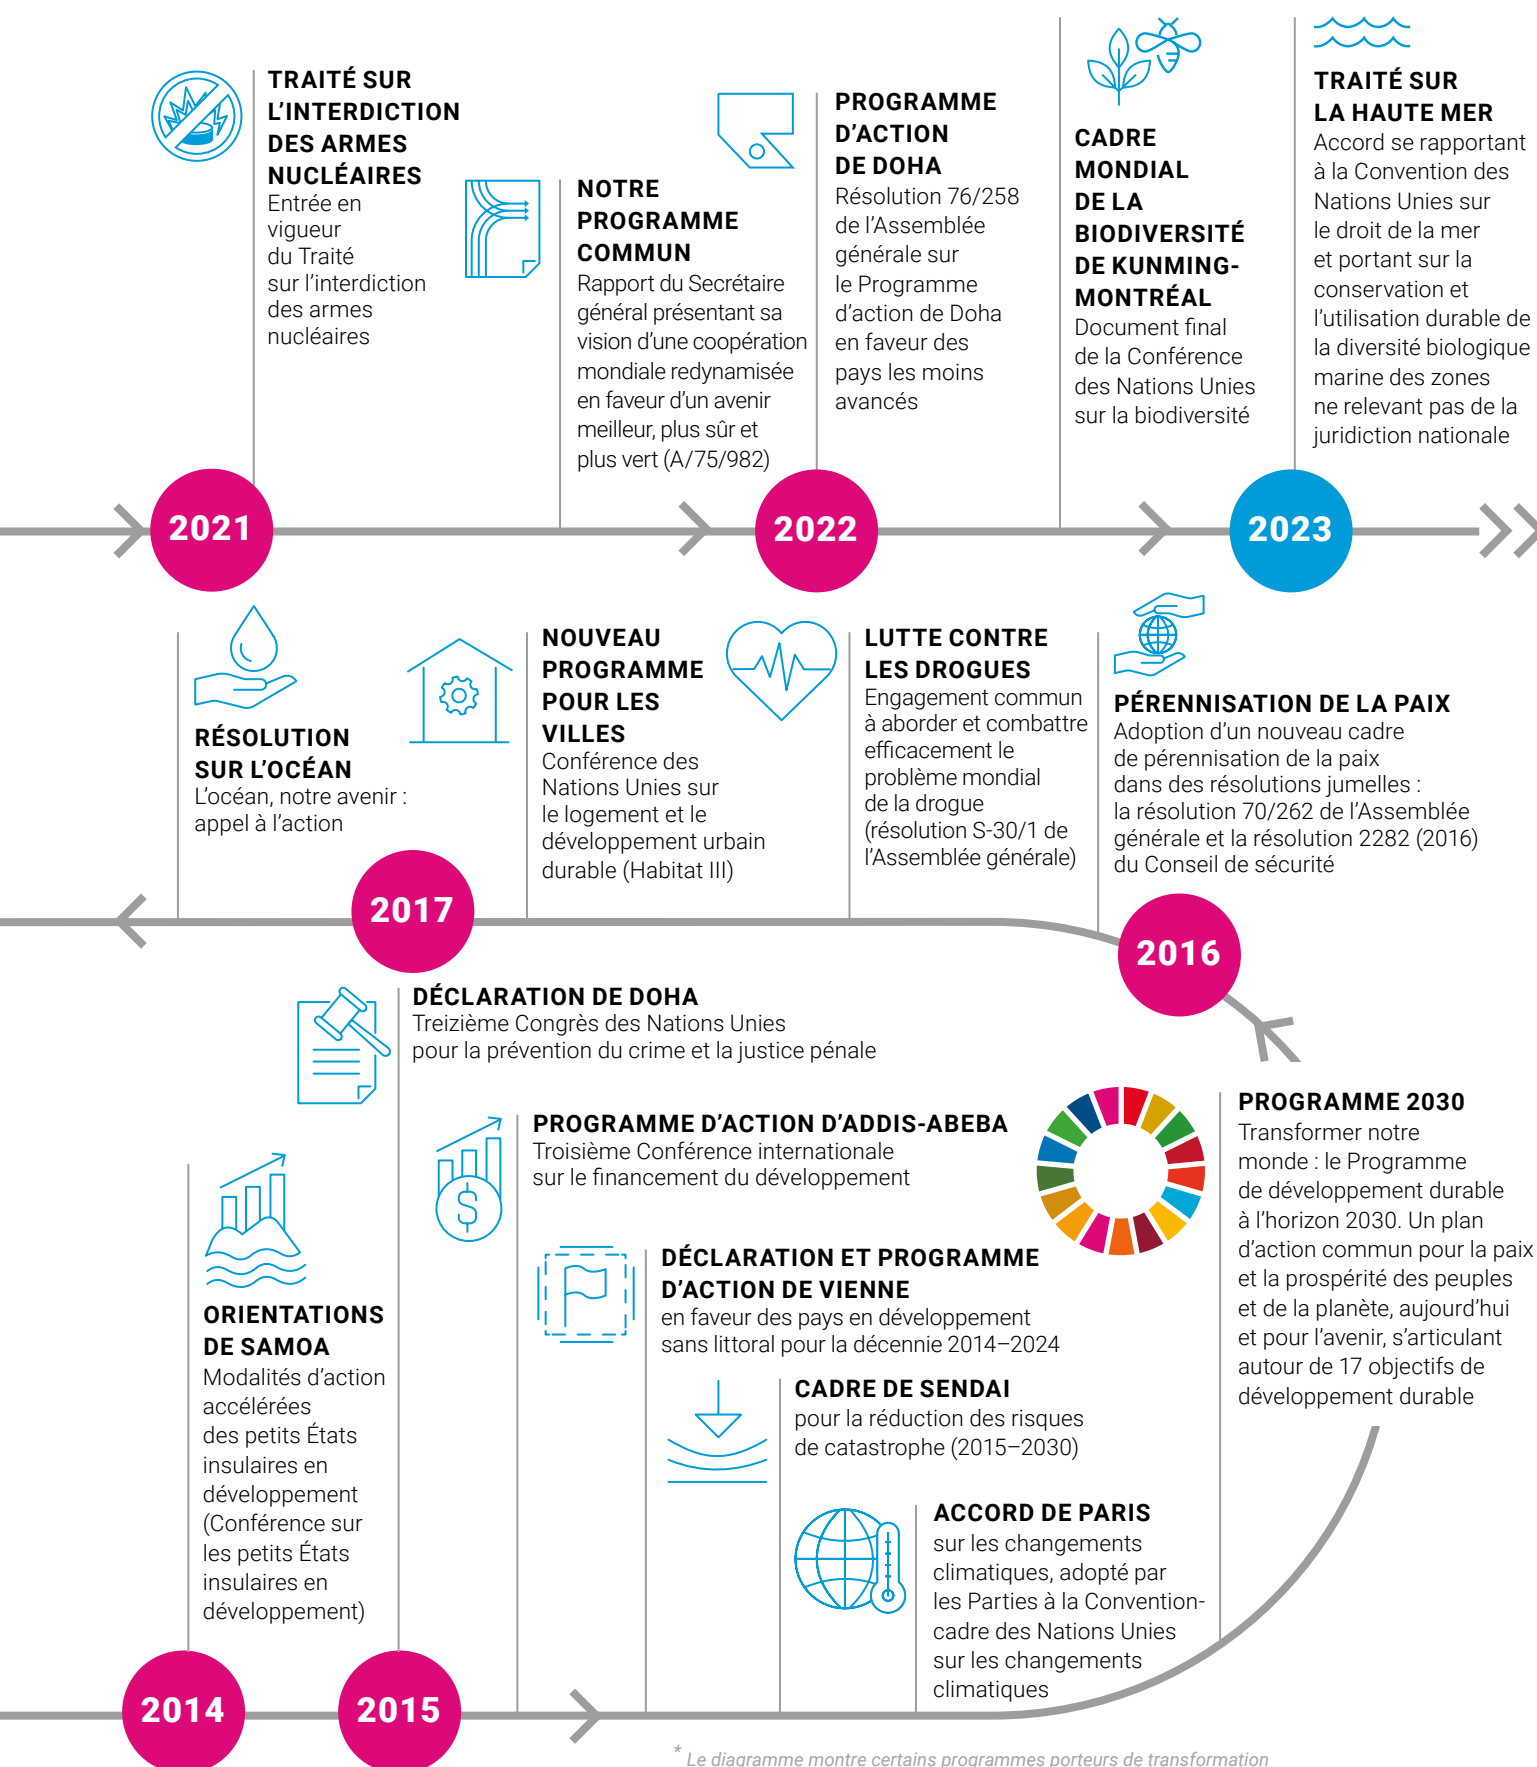 TRAITÉ SUR
L’INTERDICTION
DES ARMES
NUCLÉAIRES
Entrée en
vigueur
du Traité
sur l’interdiction
des armes
nucléaires
NOTRE
PROGRAMME
COMMUN
Rapport du Secrétaire
général présentant sa
vision d’une coopération
mondiale redynamisée
en faveur d’un avenir
meilleur, plus sûr et
plus vert (A/75/982)
PROGRAMME
D’ACTION
DE DOHA
Résolution 76/258
de l’Assemblée
générale sur
le Programme
d’action de Doha
en faveur des
pays les moins
avancés
CADRE
MONDIAL
DE LA
BIODIVERSITÉ
DE KUNMING-
MONTRÉAL
Document final
de la Conférence
des Nations Unies
sur la biodiversité
TRAITÉ SUR
LA HAUTE MER
Accord se rapportant
à la Convention des
Nations Unies sur
le droit de la mer
et portant sur la
conservation et
l’utilisation durable de
la diversité biologique
marine des zones
ne relevant pas de la
juridiction nationale
2021
2022
2023
RÉSOLUTION
SUR L’OCÉAN
L’océan, notre avenir :
appel à l’action
NOUVEAU
PROGRAMME
POUR LES
VILLES
Conférence des
Nations Unies sur
le logement et le
développement urbain
durable (Habitat III)
LUTTE CONTRE
LES DROGUES
Engagement commun
à aborder et combattre
efficacement le
problème mondial
de la drogue
(résolution S-30/1 de
l’Assemblée générale)
PÉRENNISATION DE LA PAIX
Adoption d’un nouveau cadre
de pérennisation de la paix
dans des résolutions jumelles :
la résolution 70/262 de l’Assemblée
générale et la résolution 2282 (2016)
du Conseil de sécurité
2017
2016
DÉCLARATION DE DOHA
Treizième Congrès des Nations Unies
pour la prévention du crime et la justice pénale
PROGRAMME D’ACTION D’ADDIS-ABEBA
Troisième Conférence internationale
sur le financement du développement
PROGRAMME 2030
Transformer notre
monde : le Programme
de développement durable
à l’horizon 2030. Un plan
d’action commun pour la paix
et la prospérité des peuples
et de la planète, aujourd’hui
et pour l’avenir, s’articulant
autour de 17 objectifs de
développement durable
DÉCLARATION ET PROGRAMME
D’ACTION DE VIENNE
en faveur des pays en développement
sans littoral pour la décennie 2014–2024
ORIENTATIONS
DE SAMOA
Modalités d’action
accélérées
des petits États
insulaires en
développement
(Conférence sur
les petits États
insulaires en
développement)
CADRE DE SENDAI
pour la réduction des risques
de catastrophe (2015–2030)
ACCORD DE PARIS
sur les changements
climatiques, adopté par
les Parties à la Convention-
cadre des Nations Unies
sur les changements
climatiques
2014
2015
* Le diagramme montre certains programmes porteurs de transformation